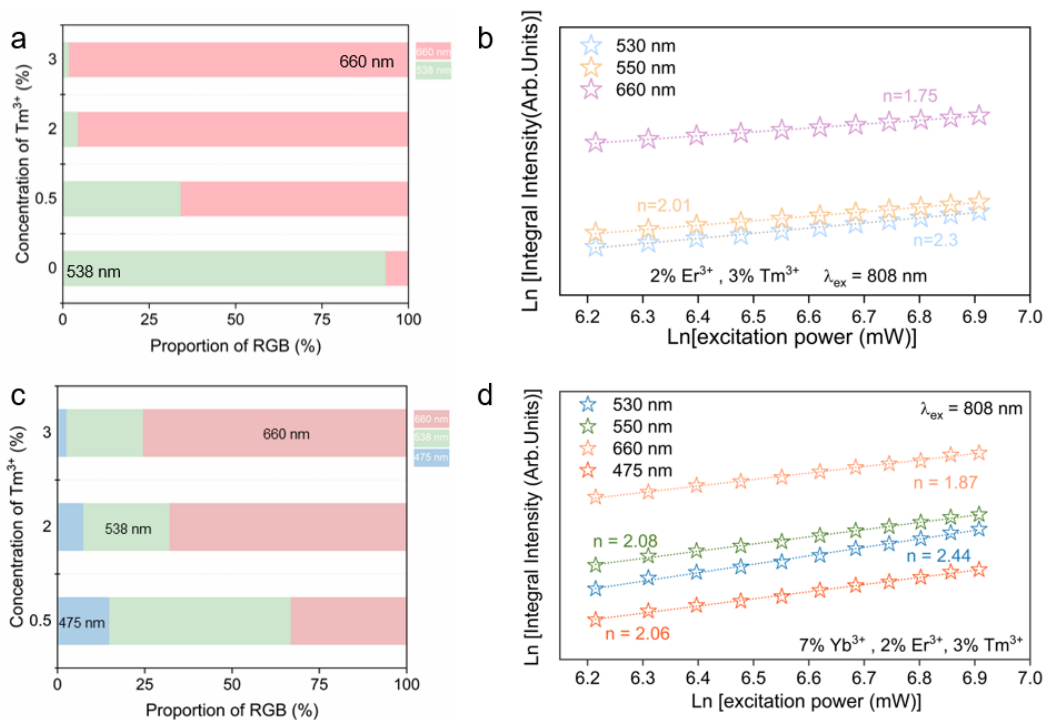 a
Concentration of Tm³⁺ (%)
3
2
0.5
0
660 nm
538 nm
660 nm
538 nm
0 25 50 75 100
Proportion of RGB (%)
b
Ln [Integral Intensity(Arb.Units)]
530 nm
550 nm
660 nm
n=1.75
n=2.01
n=2.3
2% Er³⁺ , 3% Tm³⁺ λex = 808 nm
6.2 6.3 6.4 6.5 6.6 6.7 6.8 6.9 7.0
Ln[excitation power (mW)]
c
Concentration of Tm³⁺ (%)
3
2
0.5
660 nm
538 nm
475 nm
660 nm
538 nm
475 nm
0 25 50 75 100
Proportion of RGB (%)
d
Ln [Integral Intensity (Arb.Units)]
530 nm
550 nm
660 nm
475 nm
λex = 808 nm
n = 1.87
n = 2.08
n = 2.44
n = 2.06
7% Yb³⁺ , 2% Er³⁺, 3% Tm³⁺
6.2 6.3 6.4 6.5 6.6 6.7 6.8 6.9 7.0
Ln [excitation power (mW)]